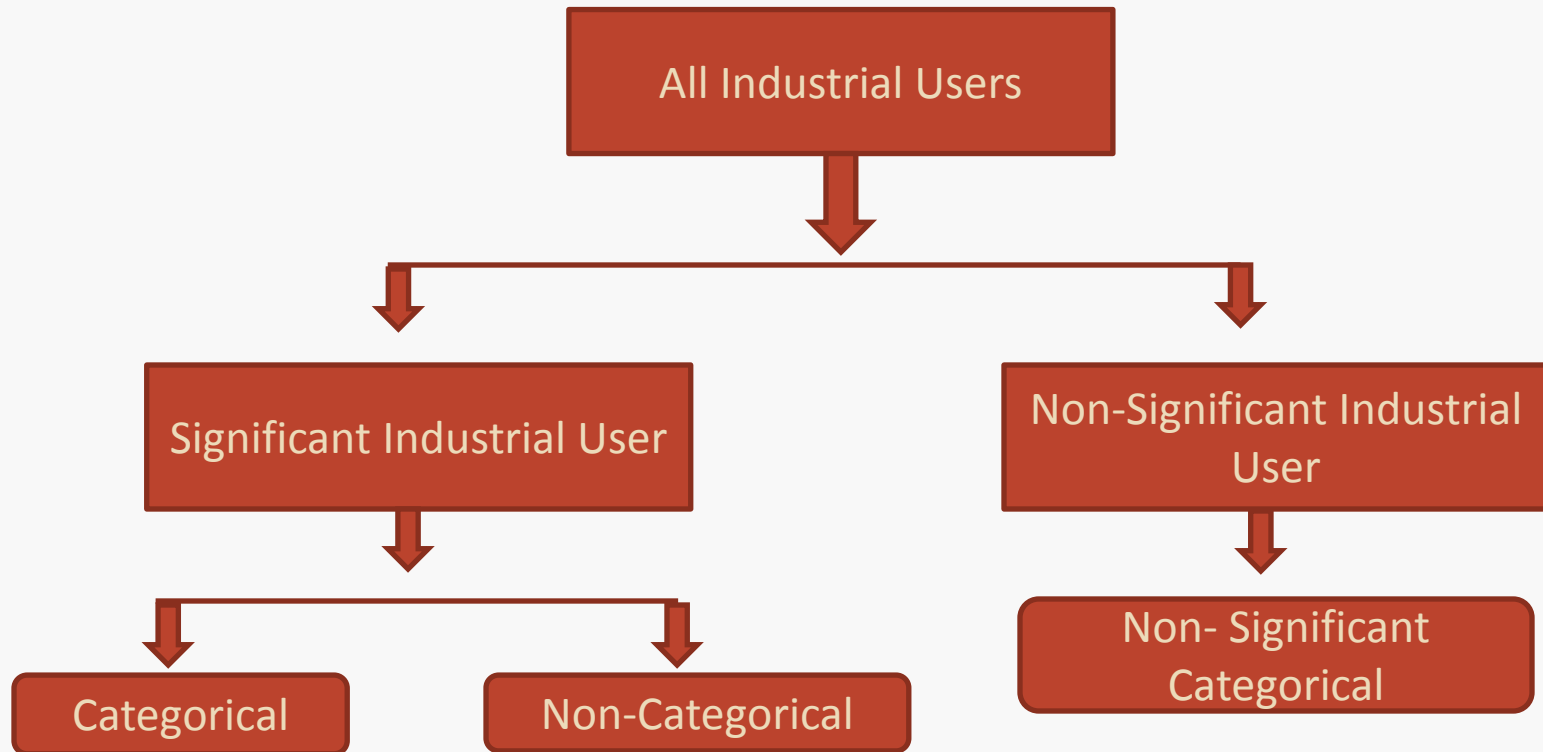 All Industrial Users
Significant Industrial User
Non-Significant Industrial
User
Categorical
Non-Categorical
Non- Significant
Categorical